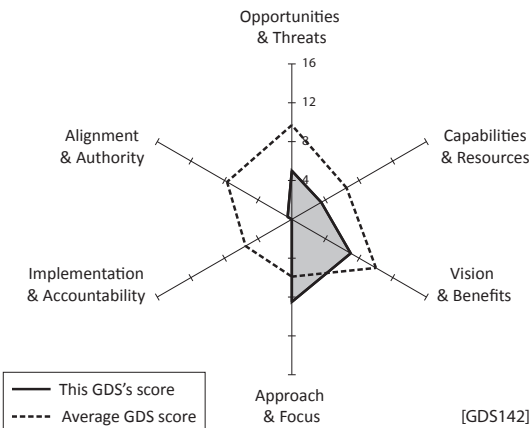 Opportunities
& Threats
16
12
8
4
Alignment
& Authority
Capabilities
& Resources
Implementation
& Accountability
Vision
& Benefits
Approach
& Focus
This GDS's score
Average GDS score
[GDS142]